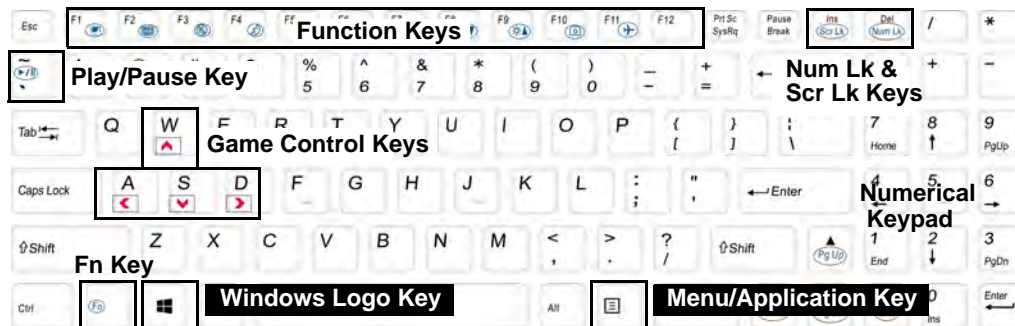 Esc F1 F2 F3 F4 F9 F10 F11 F12 Prt Sc SysRq Pause Break Ins Scr Lk Del Num Lk / *
Function Keys
~ ` % 5 ^ 6 & 7 * 8 ( 9 ) 0 _ - + = ← + -
Play/Pause Key
Num Lk &
Scr Lk Keys
Tab Q W Y U I O P { [ } ] \ 7 Home 8 ↑ 9 PgUp
Game Control Keys
Caps Lock A S D F G H J K L : ; " ' Enter 4 ← 5 6 →
Numerical
Keypad
Shift Z X C V B N M < , > . ? / Shift Pg Up 1 End 2 ↓ 3 PgDn
Fn Key
Ctrl Fn Alt 0 Ins Enter
Windows Logo Key
Menu/Application Key